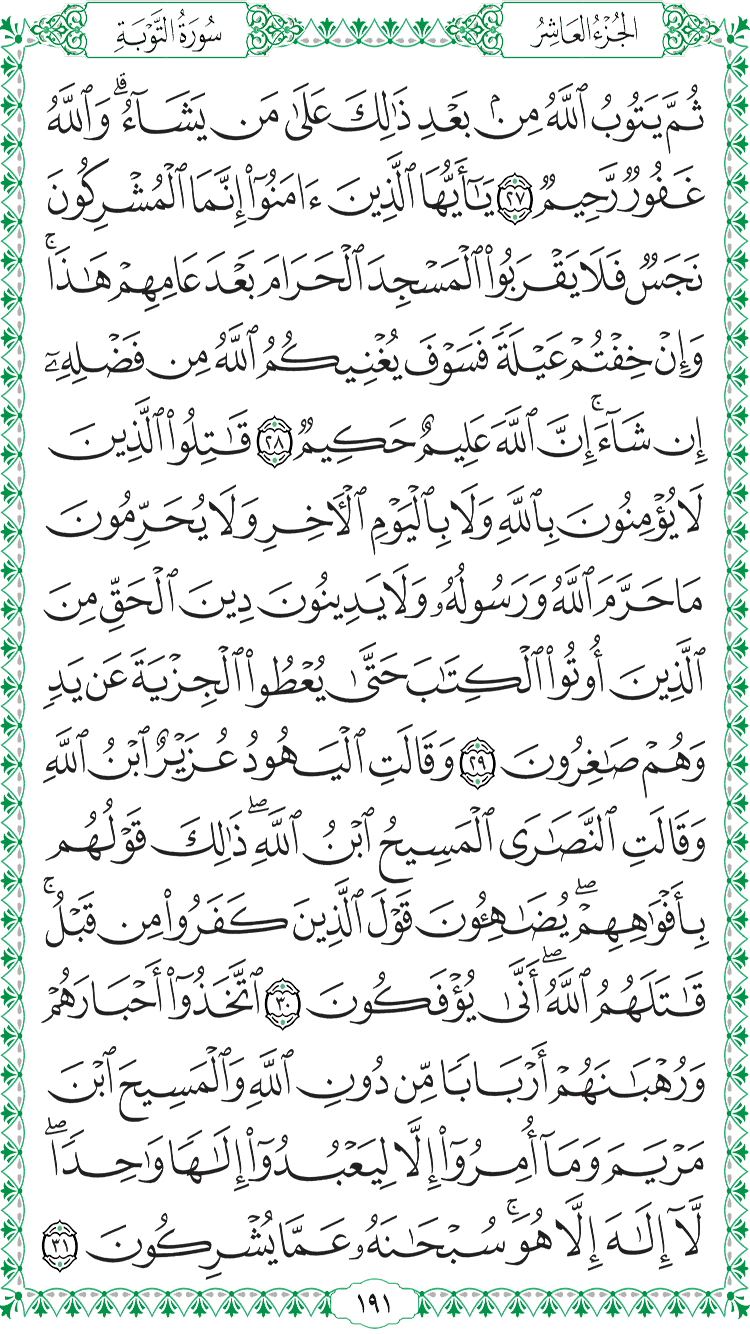 الجُزْءُ العَاشِرُ
سُورَةُ التَّوْبَةِ
ثُمَّ يَتُوبُ ٱللَّهُ مِنۢ بَعْدِ ذَٰلِكَ عَلَىٰ مَن يَشَآءُۗ وَٱللَّهُ
غَفُورٌ رَّحِيمٌ ٢٧ يَـٰٓأَيُّهَا ٱلَّذِينَ ءَامَنُوٓا۟ إِنَّمَا ٱلْمُشْرِكُونَ
نَجَسٌ فَلَا يَقْرَبُوا۟ ٱلْمَسْجِدَ ٱلْحَرَامَ بَعْدَ عَامِهِمْ هَـٰذَاۚ
وَإِنْ خِفْتُمْ عَيْلَةً فَسَوْفَ يُغْنِيكُمُ ٱللَّهُ مِن فَضْلِهِۦٓ
إِن شَآءَۚ إِنَّ ٱللَّهَ عَلِيمٌ حَكِيمٌ ٢٨ قَـٰتِلُوا۟ ٱلَّذِينَ
لَا يُؤْمِنُونَ بِٱللَّهِ وَلَا بِٱلْيَوْمِ ٱلْـَٔاخِرِ وَلَا يُحَرِّمُونَ
مَا حَرَّمَ ٱللَّهُ وَرَسُولُهُۥ وَلَا يَدِينُونَ دِينَ ٱلْحَقِّ مِنَ
ٱلَّذِينَ أُوتُوا۟ ٱلْكِتَـٰبَ حَتَّىٰ يُعْطُوا۟ ٱلْجِزْيَةَ عَن يَدٍ
وَهُمْ صَـٰغِرُونَ ٢٩ وَقَالَتِ ٱلْيَهُودُ عُزَيْرٌ ٱبْنُ ٱللَّهِ
وَقَالَتِ ٱلنَّصَـٰرَى ٱلْمَسِيحُ ٱبْنُ ٱللَّهِۖ ذَٰلِكَ قَوْلُهُم
بِأَفْوَٰهِهِمْۖ يُضَـٰهِـُٔونَ قَوْلَ ٱلَّذِينَ كَفَرُوا۟ مِن قَبْلُۚ
قَـٰتَلَهُمُ ٱللَّهُۖ أَنَّىٰ يُؤْفَكُونَ ٣٠ ٱتَّخَذُوٓا۟ أَحْبَارَهُمْ
وَرُهْبَـٰنَهُمْ أَرْبَابًا مِّن دُونِ ٱللَّهِ وَٱلْمَسِيحَ ٱبْنَ
مَرْيَمَ وَمَآ أُمِرُوٓا۟ إِلَّا لِيَعْبُدُوٓا۟ إِلَـٰهًا وَٰحِدًاۖ
لَّآ إِلَـٰهَ إِلَّا هُوَۚ سُبْحَـٰنَهُۥ عَمَّا يُشْرِكُونَ ٣١
١٩١